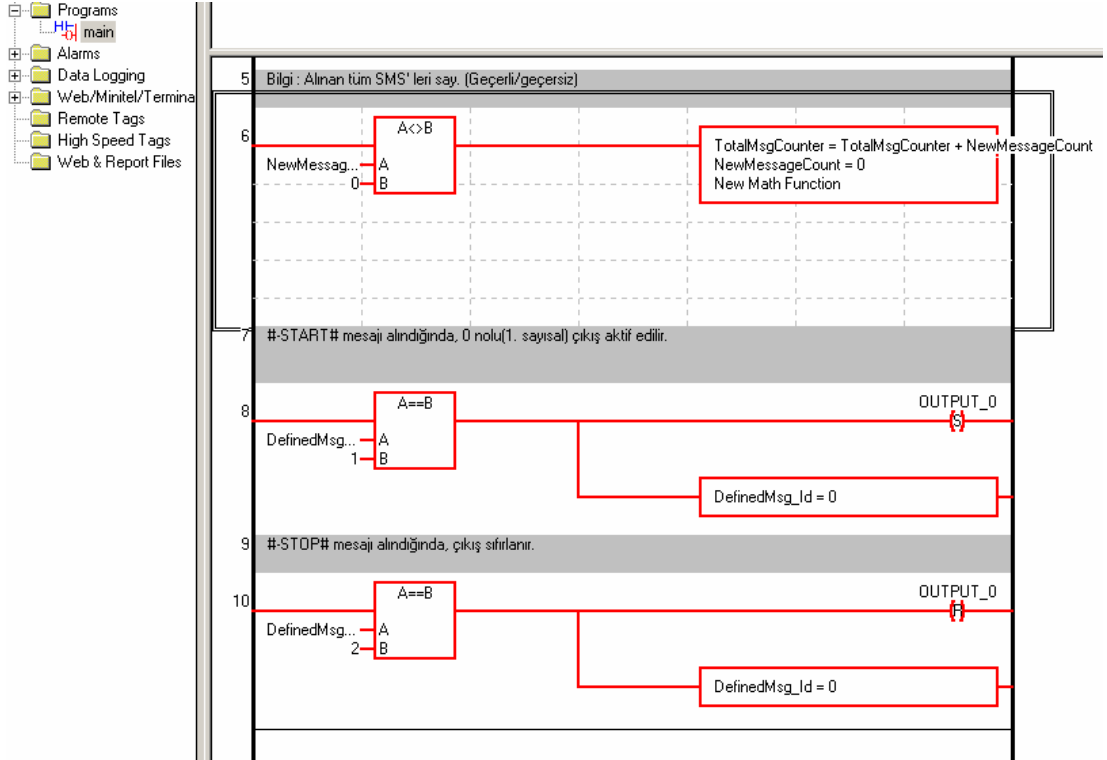 Programs
main
Alarms
Data Logging
Web/Minitel/Termina
Remote Tags
High Speed Tags
Web & Report Files
5 Bilgi : Alınan tüm SMS' leri say. (Geçerli/geçersiz)
6
A<>B
NewMessag... A
0 B
TotalMsgCounter = TotalMsgCounter + NewMessageCount
NewMessageCount = 0
New Math Function
7 #-START# mesajı alındığında, 0 nolu(1. sayısal) çıkış aktif edilir.
8
A==B
DefinedMsg... A
1 B
OUTPUT_0
S
DefinedMsg_Id = 0
9 #-STOP# mesajı alındığında, çıkış sıfırlanır.
10
A==B
DefinedMsg... A
2 B
OUTPUT_0
R
DefinedMsg_Id = 0